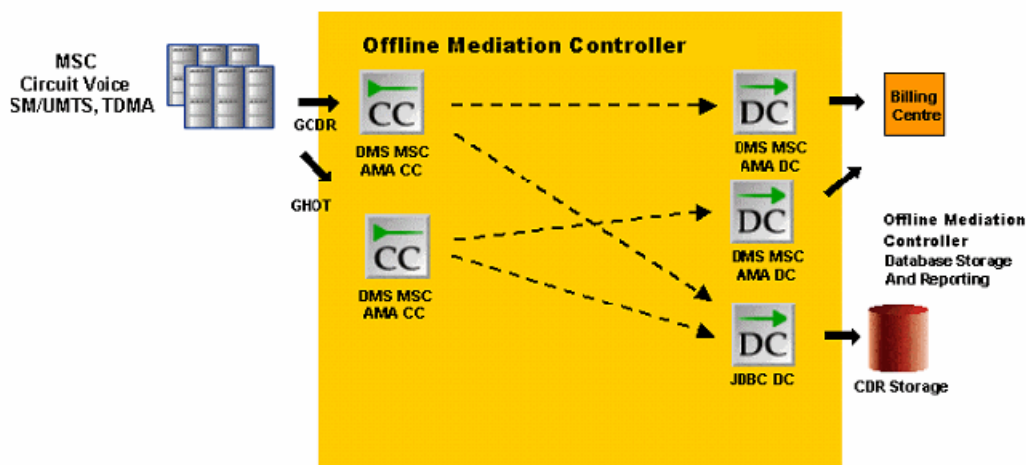 MSC
Circuit Voice
SM/UMTS, TDMA
GCDR
GHOT
Offline Mediation Controller
CC
DMS MSC
AMA CC
CC
DMS MSC
AMA CC
DC
DMS MSC
AMA DC
DC
DMS MSC
AMA DC
DC
JDBC DC
Billing
Centre
Offline Mediation
Controller
Database Storage
And Reporting
CDR Storage